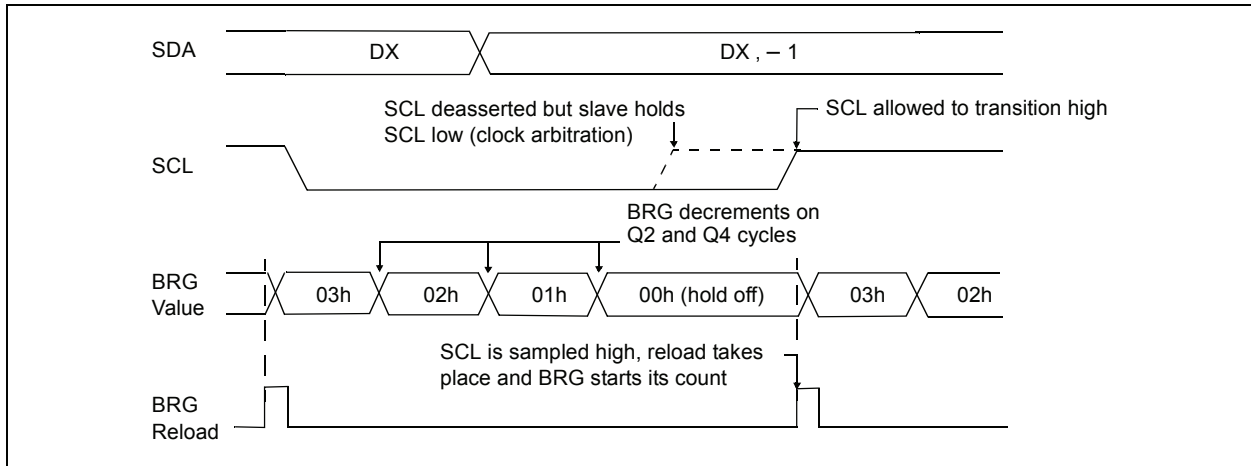 SDA
DX
DX , – 1
SCL deasserted but slave holds
SCL low (clock arbitration)
SCL allowed to transition high
SCL
BRG decrements on
Q2 and Q4 cycles
BRG
Value
03h
02h
01h
00h (hold off)
03h
02h
SCL is sampled high, reload takes
place and BRG starts its count
BRG
Reload